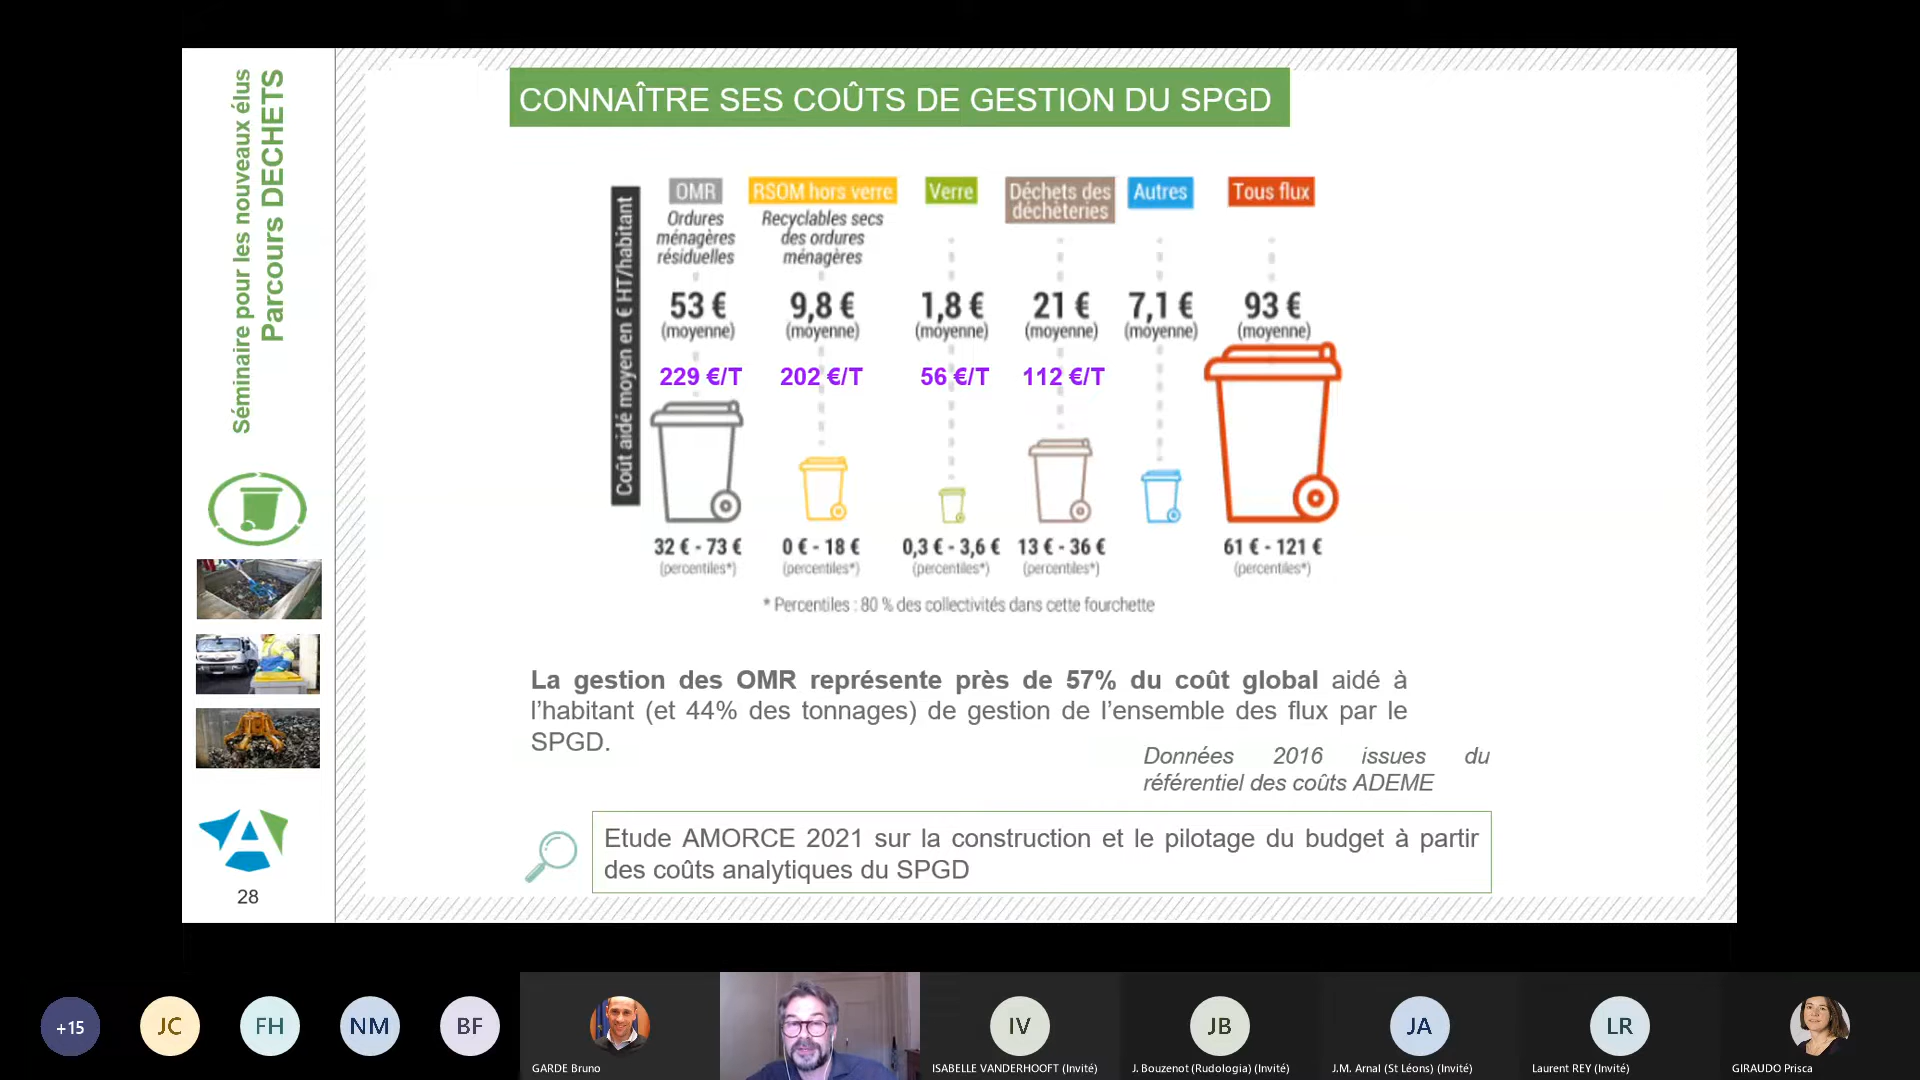 Séminaire pour les nouveaux élus
Parcours DECHETS
28
CONNAÎTRE SES COÛTS DE GESTION DU SPGD
Coût aidé moyen en € HT/habitant
OMR
Ordures
ménagères
résiduelles
53 €
(moyenne)
229 €/T
32 € - 73 €
(percentiles*)
RSOM hors verre
Recyclables secs
des ordures
ménagères
9,8 €
(moyenne)
202 €/T
0 € - 18 €
(percentiles*)
Verre
1,8 €
(moyenne)
56 €/T
0,3 € - 3,6 €
(percentiles*)
Déchets des
déchèteries
21 €
(moyenne)
112 €/T
13 € - 36 €
(percentiles*)
Autres
7,1 €
(moyenne)
Tous flux
93 €
(moyenne)
61 € - 121 €
(percentiles*)
* Percentiles : 80 % des collectivités dans cette fourchette
La gestion des OMR représente près de 57% du coût global aidé à
l’habitant (et 44% des tonnages) de gestion de l’ensemble des flux par le
SPGD.
Données 2016 issues du
référentiel des coûts ADEME
Etude AMORCE 2021 sur la construction et le pilotage du budget à partir
des coûts analytiques du SPGD
+15
JC
FH
NM
BF
GARDE Bruno
IV
ISABELLE VANDERHOOFT (Invité)
JB
J. Bouzenot (Rudologia) (Invité)
JA
J.M. Arnal (St Léons) (Invité)
LR
Laurent REY (Invité)
GIRAUDO Prisca